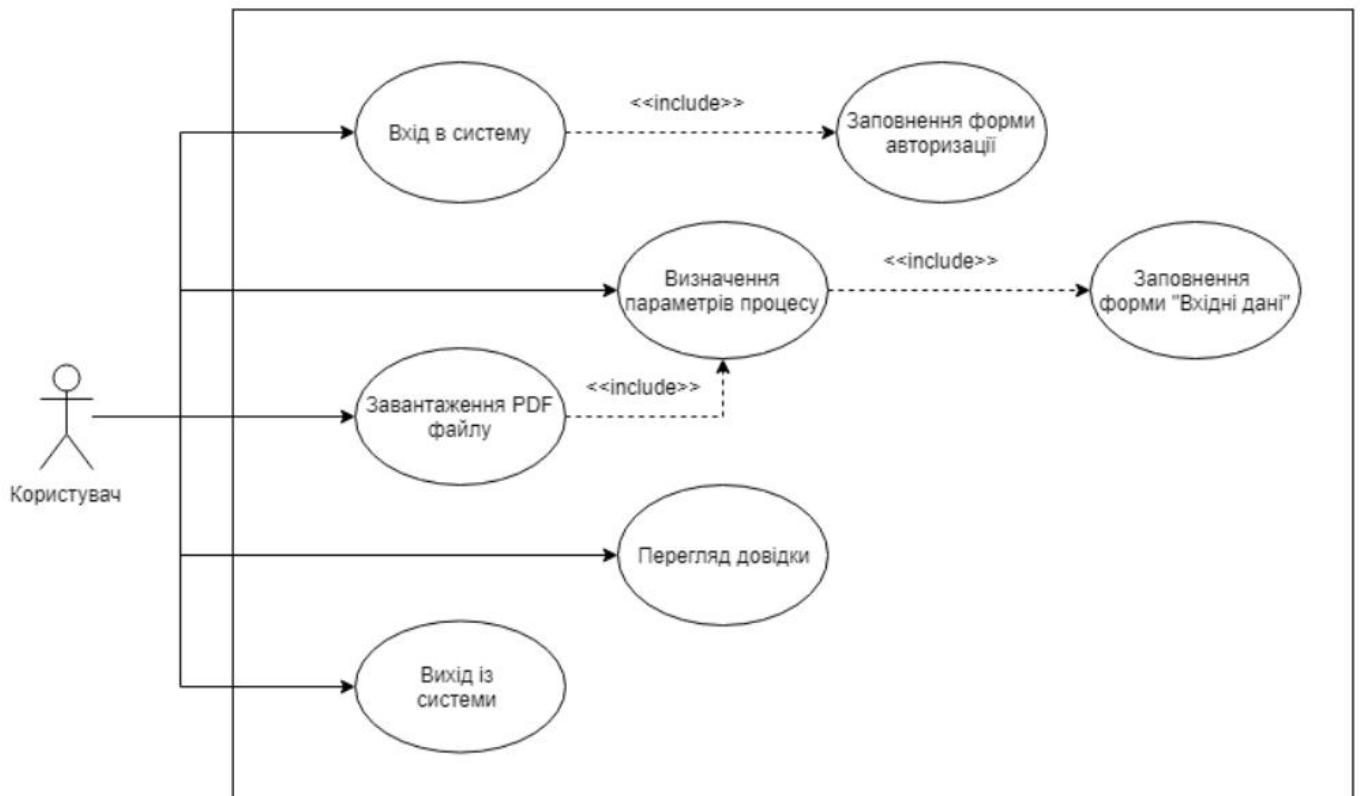 <<include>>
Вхід в систему
Заповнення форми
авторизації
<<include>>
Визначення
параметрів процесу
Заповнення
форми "Вхідні дані"
<<include>>
Завантаження PDF
файлу
Користувач
Перегляд довідки
Вихід із
системи